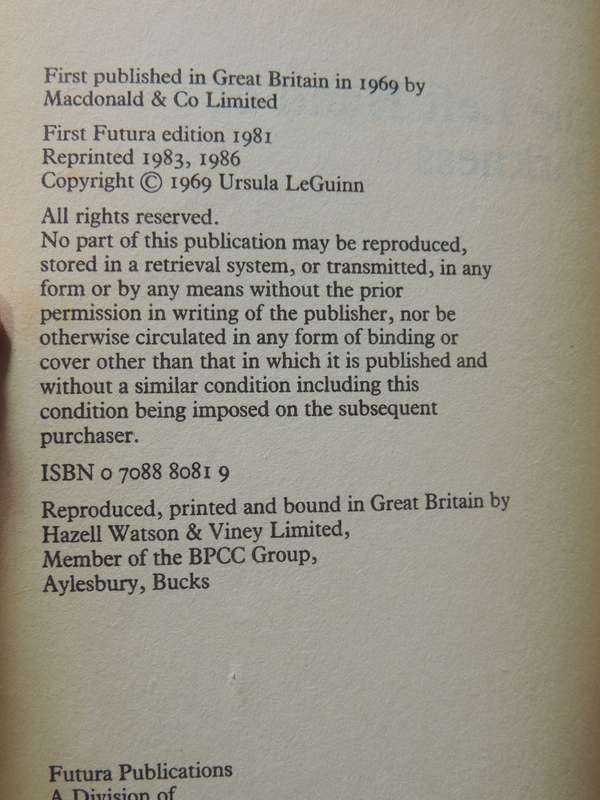 First published in Great Britain in 1969 by
Macdonald & Co Limited
First Futura edition 1981
Reprinted 1983, 1986
Copyright © 1969 Ursula LeGuinn
All rights reserved.
No part of this publication may be reproduced,
stored in a retrieval system, or transmitted, in any
form or by any means without the prior
permission in writing of the publisher, nor be
otherwise circulated in any form of binding or
cover other than that in which it is published and
without a similar condition including this
condition being imposed on the subsequent
purchaser.
ISBN 0 7088 8081 9
Reproduced, printed and bound in Great Britain by
Hazell Watson & Viney Limited,
Member of the BPCC Group,
Aylesbury, Bucks
Futura Publications
A Division of